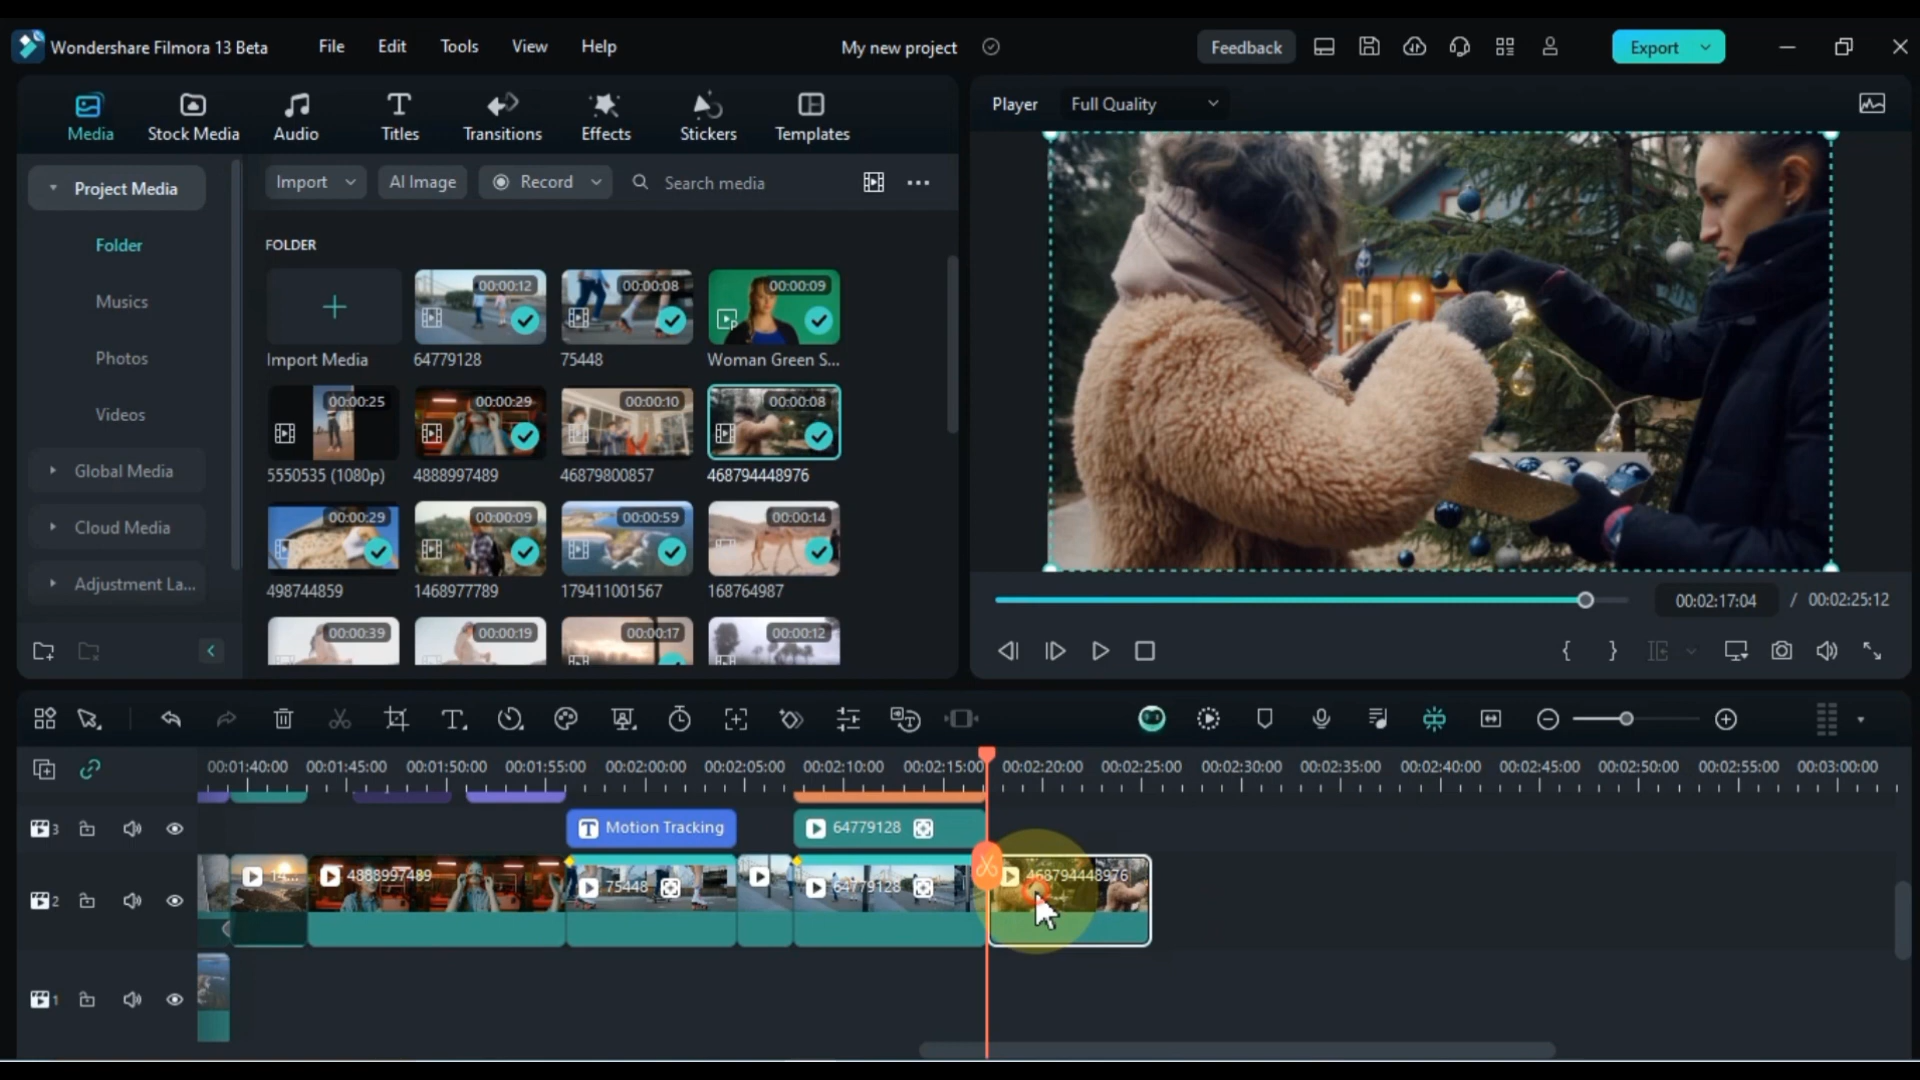 Wondershare Filmora 13 Beta
File
Edit
Tools
View
Help
My new project
Feedback
Export
Media
Stock Media
Audio
Titles
Transitions
Effects
Stickers
Templates
Player
Full Quality
Project Media
Import
AI Image
Record
Search media
Folder
Musics
Photos
Videos
Global Media
Cloud Media
Adjustment La...
FOLDER
00:00:12
00:00:08
00:00:09
Import Media
64779128
75448
Woman Green S...
00:00:25
00:00:29
00:00:10
00:00:08
5550535 (1080p)
4888997489
46879800857
468794448976
00:00:29
00:00:09
00:00:59
00:00:14
498744859
1468977789
179411001567
168764987
00:00:39
00:00:19
00:00:17
00:00:12
00:02:17:04 / 00:02:25:12
00:01:40:00
00:01:45:00
00:01:50:00
00:01:55:00
00:02:00:00
00:02:05:00
00:02:10:00
00:02:15:00
00:02:20:00
00:02:25:00
00:02:30:00
00:02:35:00
00:02:40:00
00:02:45:00
00:02:50:00
00:02:55:00
00:03:00:00
3
T Motion Tracking
64779128
2
14...
4888997489
75448
64779128
468794448976
1